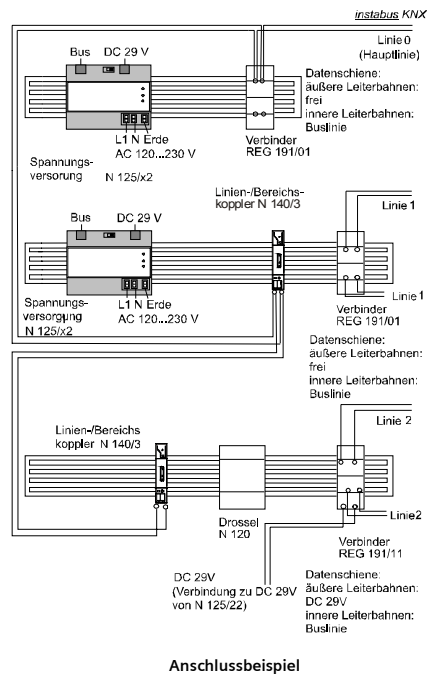 instabus KNX
Linie 0
(Hauptlinie)
Bus DC 29 V
Datenschiene:
äußere Leiterbahnen:
frei
innere Leiterbahnen:
Buslinie
L1 N Erde
AC 120...230 V
Verbinder
REG 191/01
Spannungs-
versorung N 125/x2
Linien-/Bereichs-
koppler N 140/3
Linie 1
Bus DC 29 V
Linie 1
Spannungs-
versorgung
N 125/x2
L1 N Erde
AC 120...230 V
Verbinder
REG 191/01
Datenschiene:
äußere Leiterbahnen:
frei
innere Leiterbahnen:
Buslinie
Linie 2
Linien-/Bereichs
koppler N 140/3
Linie2
Drossel
N 120
Verbinder
REG 191/11
DC 29V
(Verbindung zu DC 29V
von N 125/22)
Datenschiene:
äußere Leiterbahnen:
DC 29V
innere Leiterbahnen:
Buslinie
Anschlussbeispiel